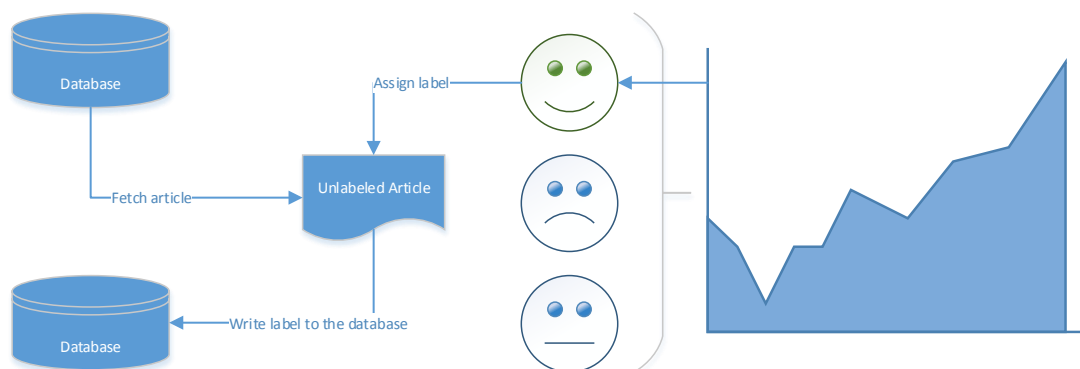 Database
Assign label
Unlabeled Article
Fetch article
Write label to the database
Database